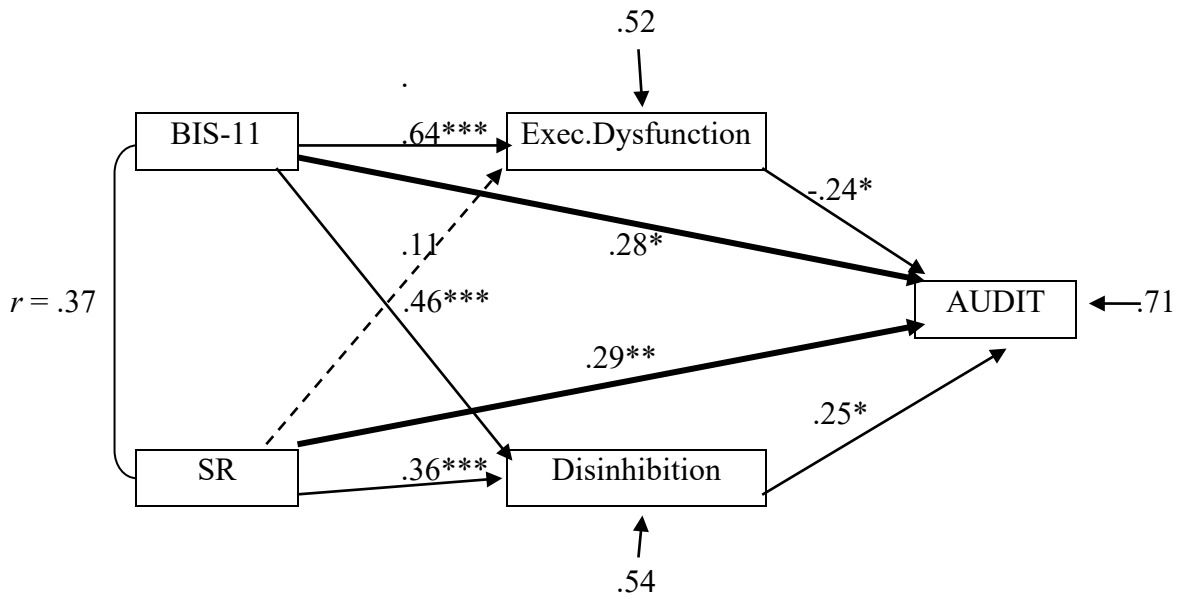 .52
.
BIS-11
.64***
Exec.Dysfunction
-.24*
.11
.28*
r = .37
.46***
AUDIT
.71
.29**
.25*
SR
.36***
Disinhibition
.54